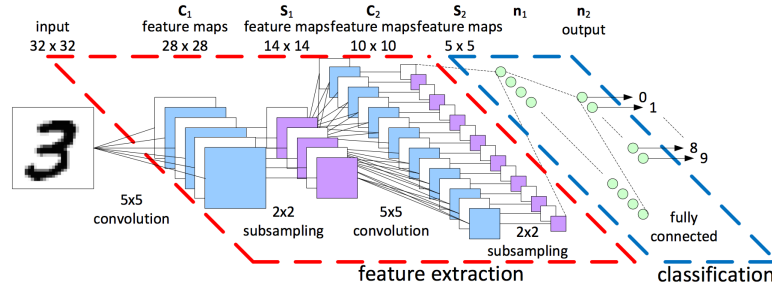 input
32 x 32
C1
feature maps
28 x 28
S1
feature maps
14 x 14
C2
feature maps
10 x 10
S2
feature maps
5 x 5
n1
n2
output
0
1
8
9
5x5
convolution
2x2
subsampling
5x5
convolution
2x2
subsampling
fully
connected
feature extraction
classification
3